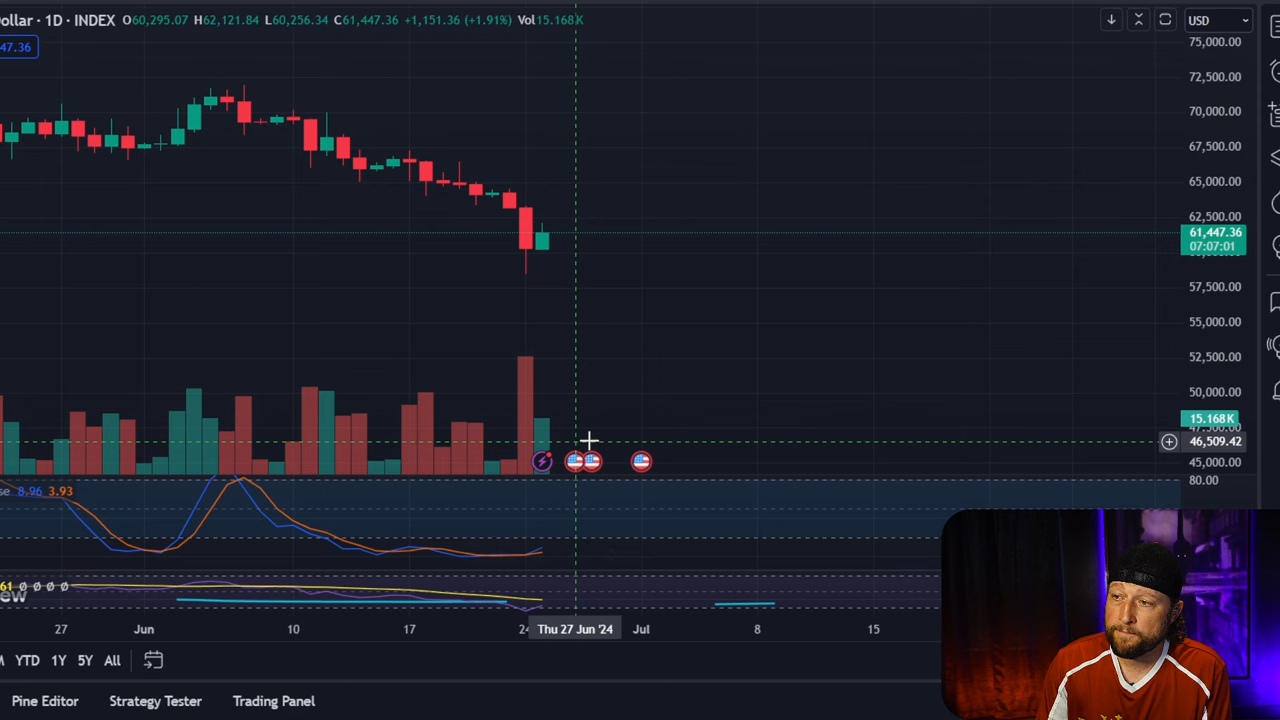 Dollar · 1D · INDEX O60,295.07 H62,121.84 L60,256.34 C61,447.36 +1,151.36 (+1.91%) Vol15.168K
USD
47.36
75,000.00
72,500.00
70,000.00
67,500.00
65,000.00
62,500.00
61,447.36
07:07:01
57,500.00
55,000.00
52,500.00
50,000.00
15.168K
46,509.42
45,000.00
80.00
se 8.96 3.93
61 Ø Ø Ø Ø
ew
27 Jun 10 17 24 Thu 27 Jun '24 Jul 8 15
M YTD 1Y 5Y All
Pine Editor Strategy Tester Trading Panel